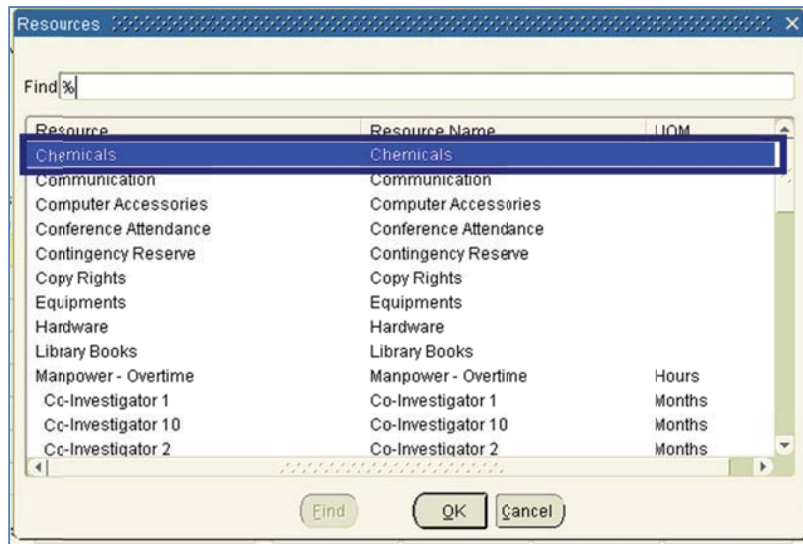 Resources
Find %
Resource Resource Name UOM
Chemicals Chemicals
Communication Communication
Computer Accessories Computer Accessories
Conference Attendance Conference Attendance
Contingency Reserve Contingency Reserve
Copy Rights Copy Rights
Equipments Equipments
Hardware Hardware
Library Books Library Books
Manpower - Overtime Manpower - Overtime Hours
Co-Investigator 1 Co-Investigator 1 Months
Co-Investigator 10 Co-Investigator 10 Months
Co-Investigator 2 Co-Investigator 2 Months
Find OK Cancel